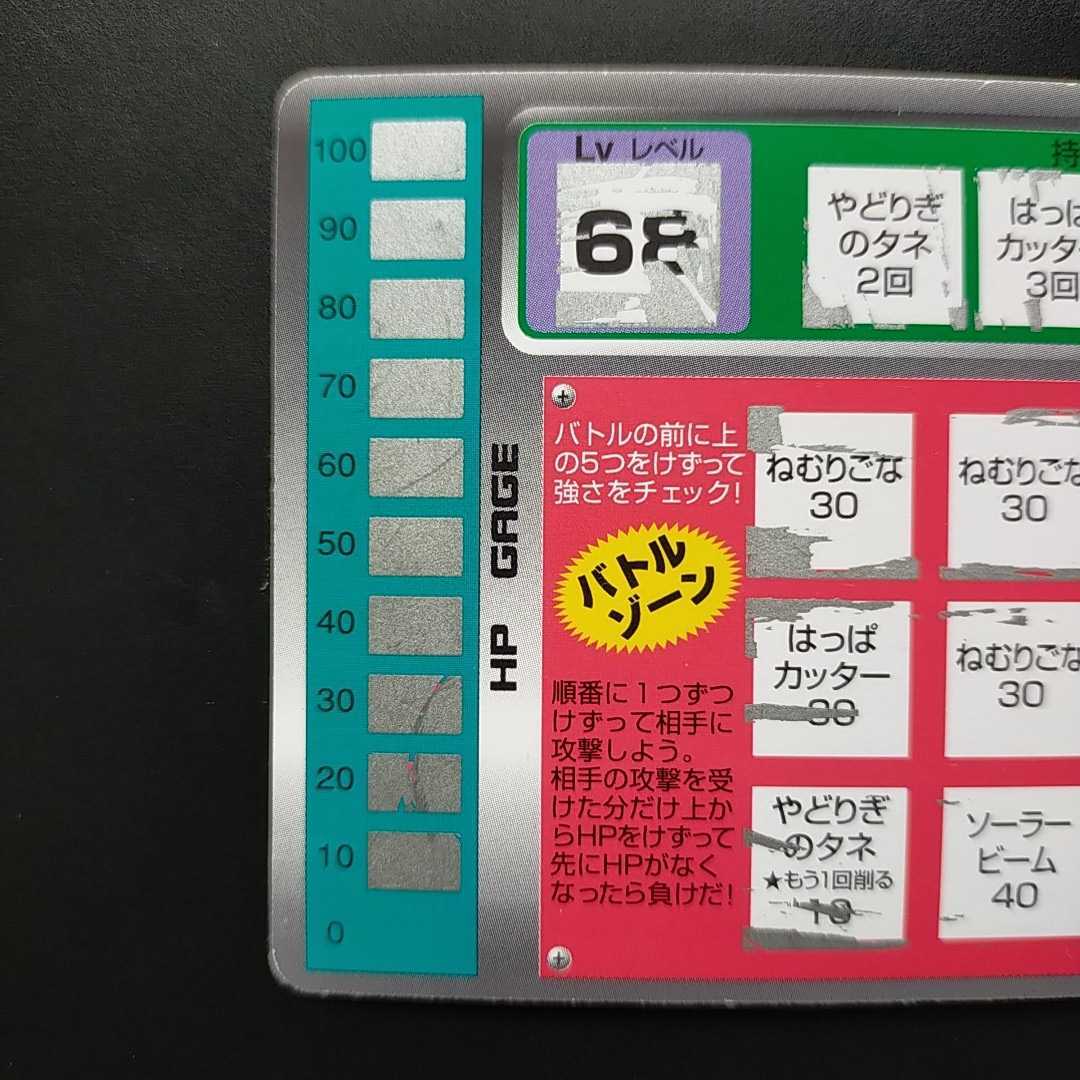 100
90
80
70
60
50
40
30
20
10
0
HP GAGE
Lv レベル
68
持
やどりぎ
のタネ
2回
はっぱ
カッター
3回
バトルの前に上
の5つをけずって
強さをチェック!
バトル
ゾーン
順番に1つずつ
けずって相手に
攻撃しよう。
相手の攻撃を受
けた分だけ上か
らHPをけずって
先にHPがなく
なったら負けだ!
ねむりごな
30
ねむりごな
30
はっぱ
カッター
30
ねむりごな
30
やどりぎ
のタネ
★もう1回削る
10
ソーラー
ビーム
40